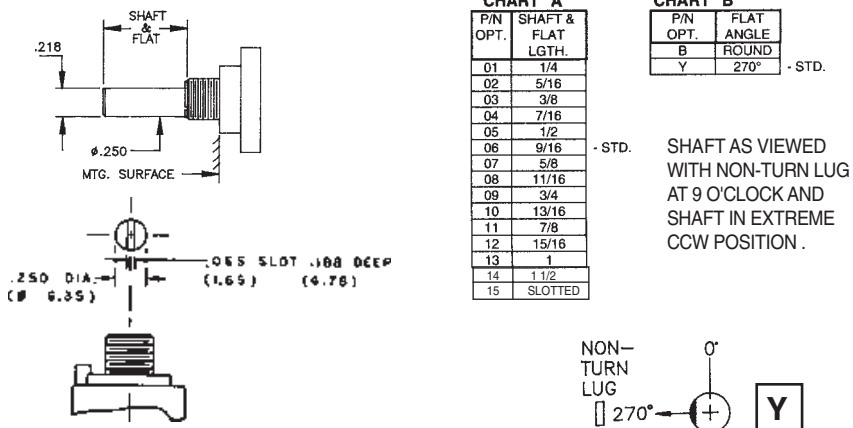 SHAFT
&
FLAT
.218
ø.250
MTG. SURFACE
.065 SLOT .188 DEEP
(1.65) (4.78)
.250 DIA.
(Ø 6.35)
CHART A
P/N OPT. SHAFT & FLAT LGTH.
01 1/4
02 5/16
03 3/8
04 7/16
05 1/2
06 9/16 - STD.
07 5/8
08 11/16
09 3/4
10 13/16
11 7/8
12 15/16
13 1
14 1 1/2
15 SLOTTED
CHART B
P/N OPT. FLAT ANGLE
B ROUND
Y 270° - STD.
SHAFT AS VIEWED
WITH NON-TURN LUG
AT 9 O'CLOCK AND
SHAFT IN EXTREME
CCW POSITION .
NON-
TURN
LUG
0°
270°
Y